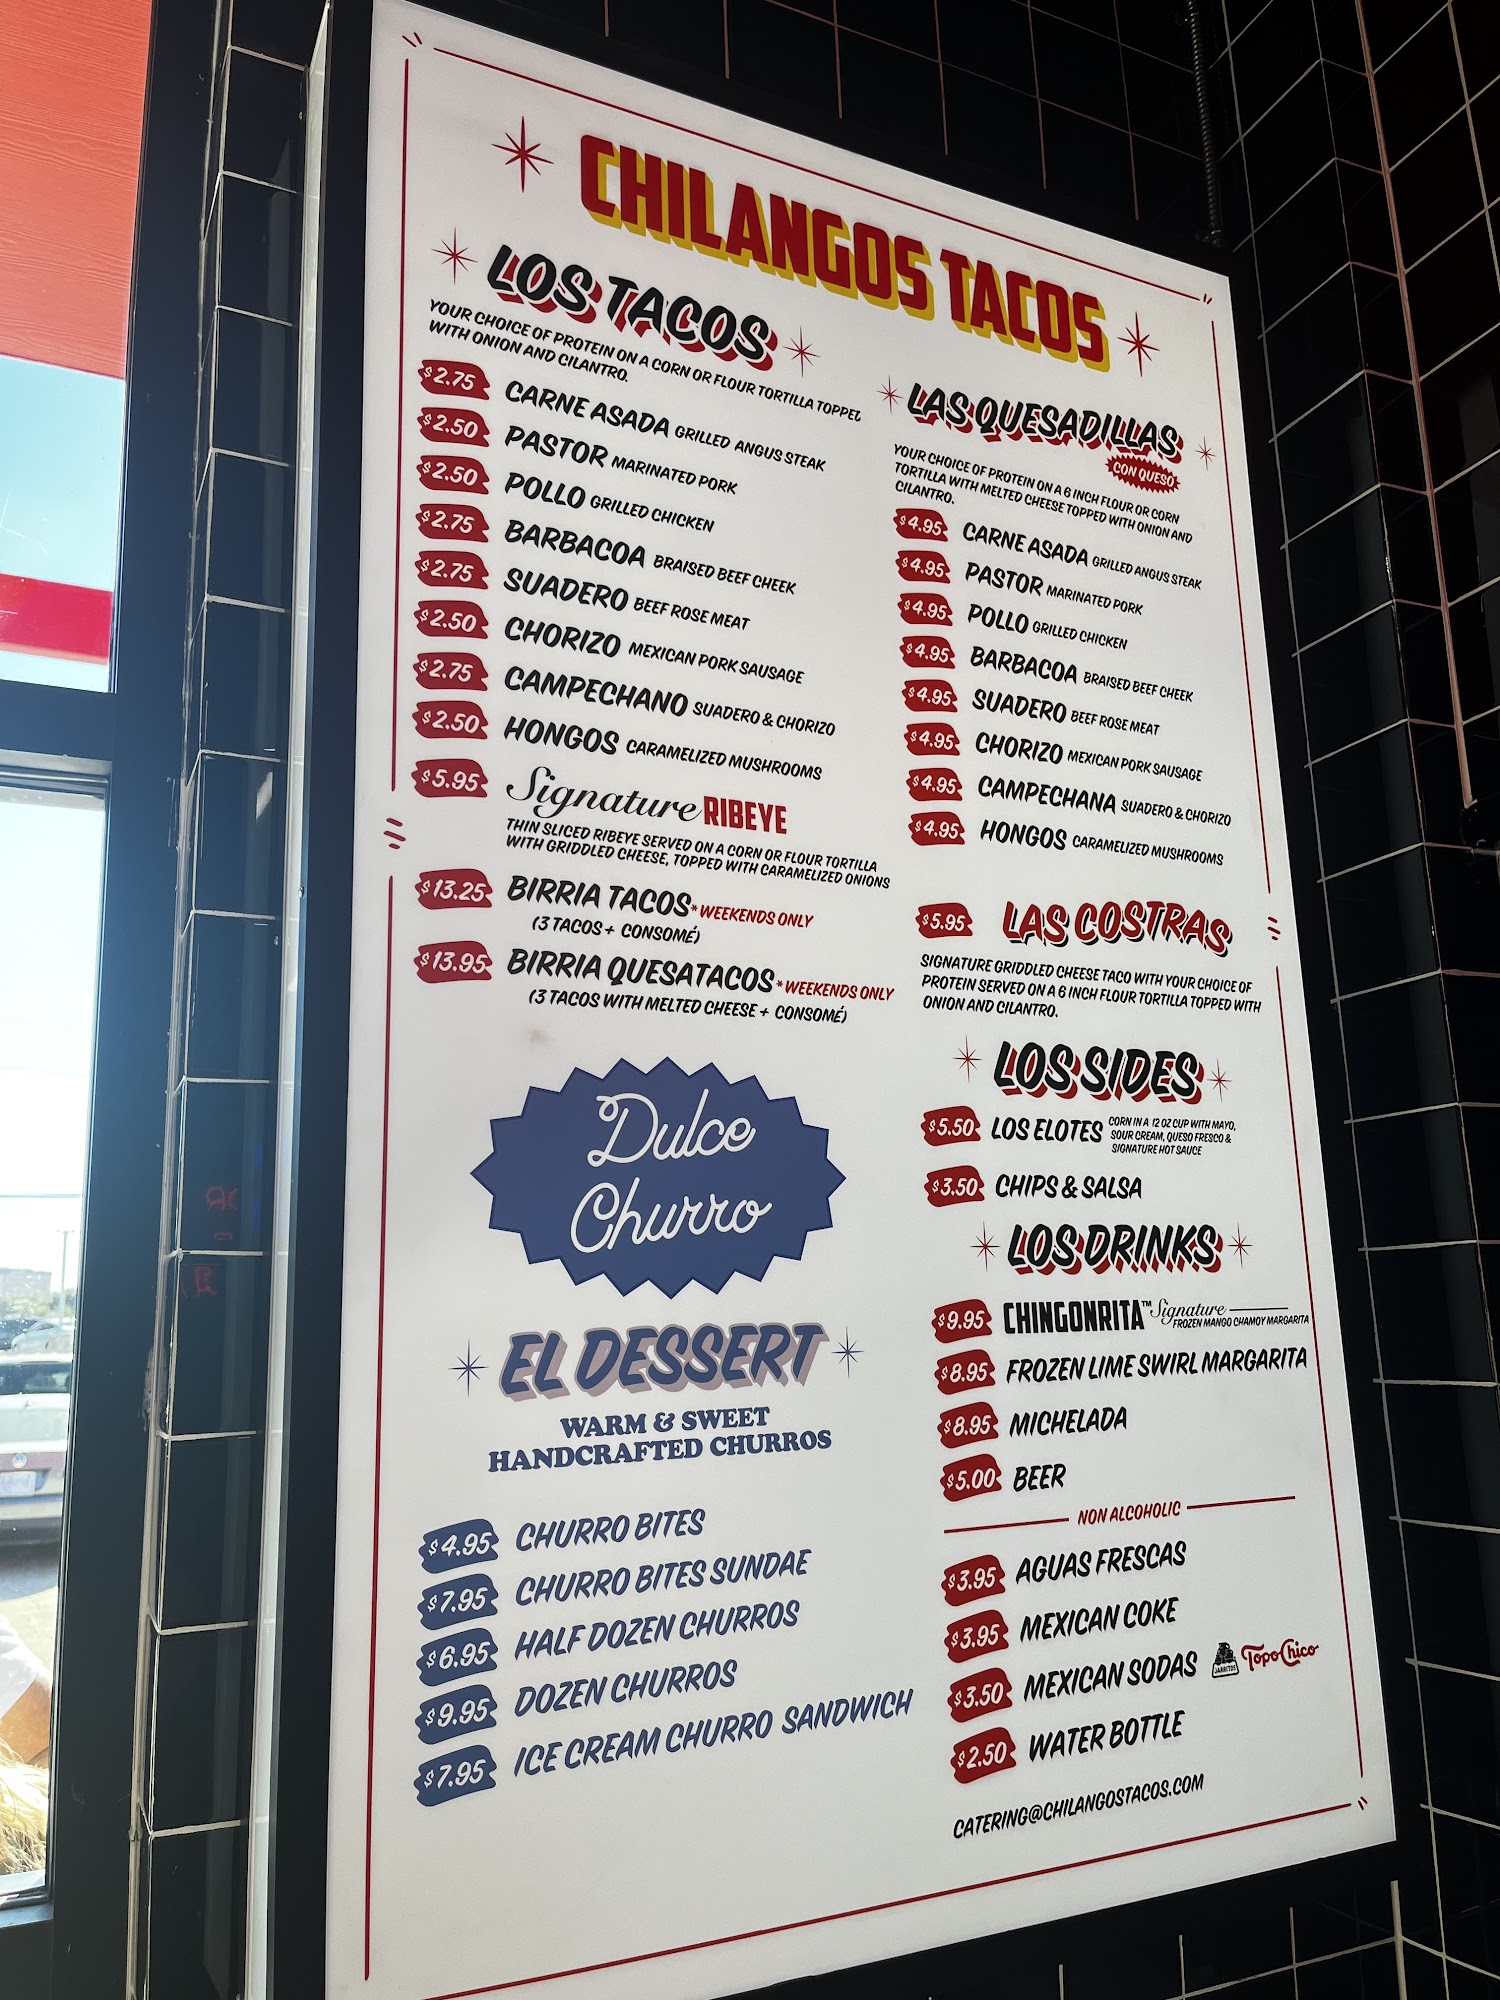 CHILANGOS TACOS
LOS TACOS
YOUR CHOICE OF PROTEIN ON A CORN OR FLOUR TORTILLA TOPPED
WITH ONION AND CILANTRO.
$2.75 CARNE ASADA GRILLED ANGUS STEAK
$2.50 PASTOR MARINATED PORK
$2.50 POLLO GRILLED CHICKEN
$2.75 BARBACOA BRAISED BEEF CHEEK
$2.75 SUADERO BEEF ROSE MEAT
$2.50 CHORIZO MEXICAN PORK SAUSAGE
$2.75 CAMPECHANO SUADERO & CHORIZO
$2.50 HONGOS CARAMELIZED MUSHROOMS
$5.95 Signature RIBEYE
THIN SLICED RIBEYE SERVED ON A CORN OR FLOUR TORTILLA
WITH GRIDDLED CHEESE, TOPPED WITH CARAMELIZED ONIONS
$13.25 BIRRIA TACOS *WEEKENDS ONLY
(3 TACOS + CONSOMÉ)
$13.95 BIRRIA QUESATACOS *WEEKENDS ONLY
(3 TACOS WITH MELTED CHEESE + CONSOMÉ)
Dulce
Churro
EL DESSERT
WARM & SWEET
HANDCRAFTED CHURROS
$4.95 CHURRO BITES
$7.95 CHURRO BITES SUNDAE
$6.95 HALF DOZEN CHURROS
$9.95 DOZEN CHURROS
$7.95 ICE CREAM CHURRO SANDWICH
LAS QUESADILLAS
CON QUESO
YOUR CHOICE OF PROTEIN ON A 6 INCH FLOUR OR CORN
TORTILLA WITH MELTED CHEESE TOPPED WITH ONION AND
CILANTRO.
$4.95 CARNE ASADA GRILLED ANGUS STEAK
$4.95 PASTOR MARINATED PORK
$4.95 POLLO GRILLED CHICKEN
$4.95 BARBACOA BRAISED BEEF CHEEK
$4.95 SUADERO BEEF ROSE MEAT
$4.95 CHORIZO MEXICAN PORK SAUSAGE
$4.95 CAMPECHANA SUADERO & CHORIZO
$4.95 HONGOS CARAMELIZED MUSHROOMS
$5.95 LAS COSTRAS
SIGNATURE GRIDDLED CHEESE TACO WITH YOUR CHOICE OF
PROTEIN SERVED ON A 6 INCH FLOUR TORTILLA TOPPED WITH
ONION AND CILANTRO.
LOS SIDES
$5.50 LOS ELOTES CORN IN A 12 OZ CUP WITH MAYO,
SOUR CREAM, QUESO FRESCO &
SIGNATURE HOT SAUCE
$3.50 CHIPS & SALSA
LOS DRINKS
$9.95 CHINGONRITA™ Signature
FROZEN MANGO CHAMOY MARGARITA
$8.95 FROZEN LIME SWIRL MARGARITA
$8.95 MICHELADA
$5.00 BEER
NON ALCOHOLIC
$3.95 AGUAS FRESCAS
$3.95 MEXICAN COKE
$3.50 MEXICAN SODAS JARRITOS Topo Chico
$2.50 WATER BOTTLE
CATERING@CHILANGOSTACOS.COM